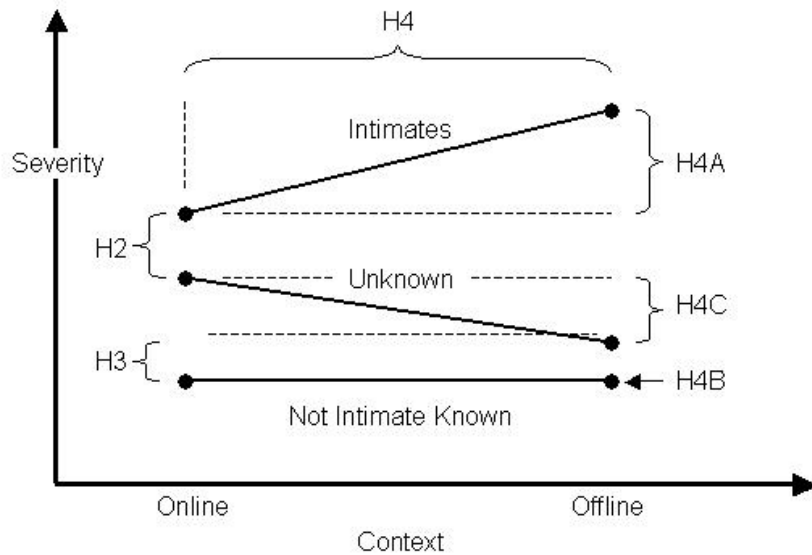 H4
Intimates
Severity
H4A
H2
Unknown
H4C
H3
H4B
Not Intimate Known
Online
Offline
Context